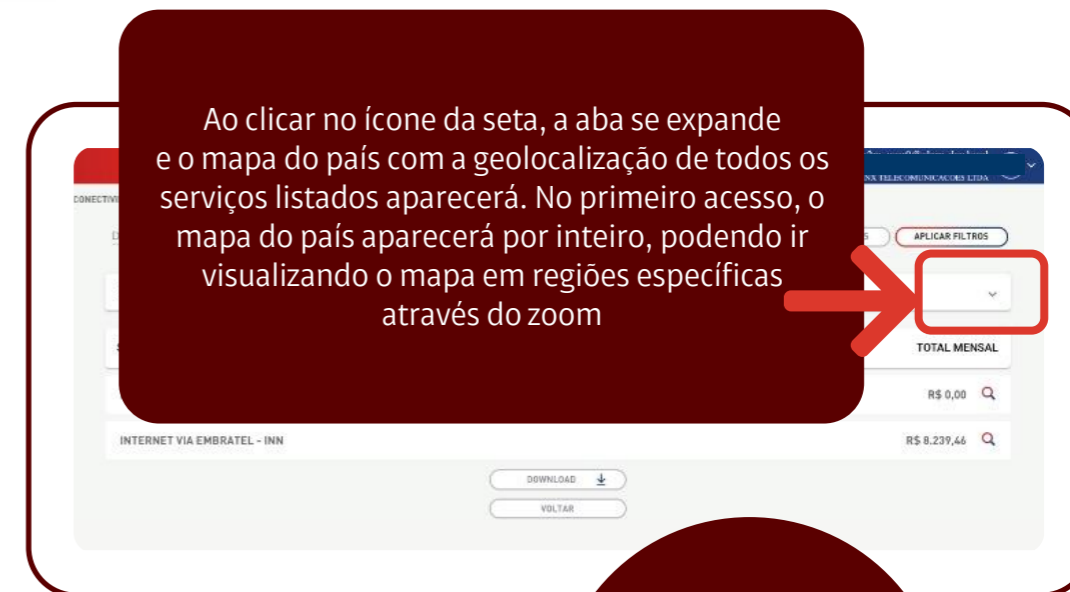 Ao clicar no ícone da seta, a aba se expande
e o mapa do país com a geolocalização de todos os
serviços listados aparecerá. No primeiro acesso, o
mapa do país aparecerá por inteiro, podendo ir
visualizando o mapa em regiões específicas
através do zoom
TELECOMUNICACOES LTDA
APLICAR FILTROS
TOTAL MENSAL
R$ 0,00
INTERNET VIA EMBRATEL - INN
R$ 8.239,46
DOWNLOAD
VOLTAR